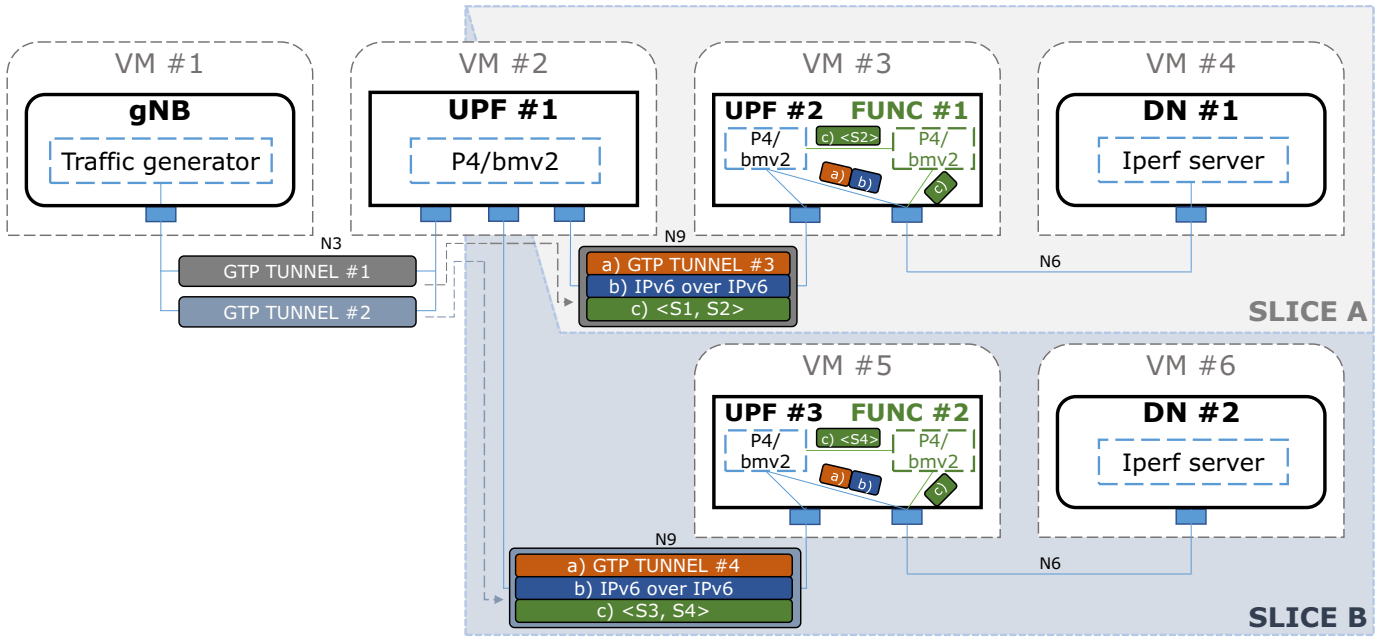 VM #1
gNB
Traffic generator
VM #2
UPF #1
P4/bmv2
VM #3
UPF #2
FUNC #1
P4/
bmv2
c) <S2>
P4/
bmv2
a)
b)
c)
VM #4
DN #1
Iperf server
N3
GTP TUNNEL #1
GTP TUNNEL #2
N9
a) GTP TUNNEL #3
b) IPv6 over IPv6
c) <S1, S2>
N6
SLICE A
VM #5
UPF #3
FUNC #2
P4/
bmv2
c) <S4>
P4/
bmv2
a)
b)
c)
VM #6
DN #2
Iperf server
N9
a) GTP TUNNEL #4
b) IPv6 over IPv6
c) <S3, S4>
N6
SLICE B